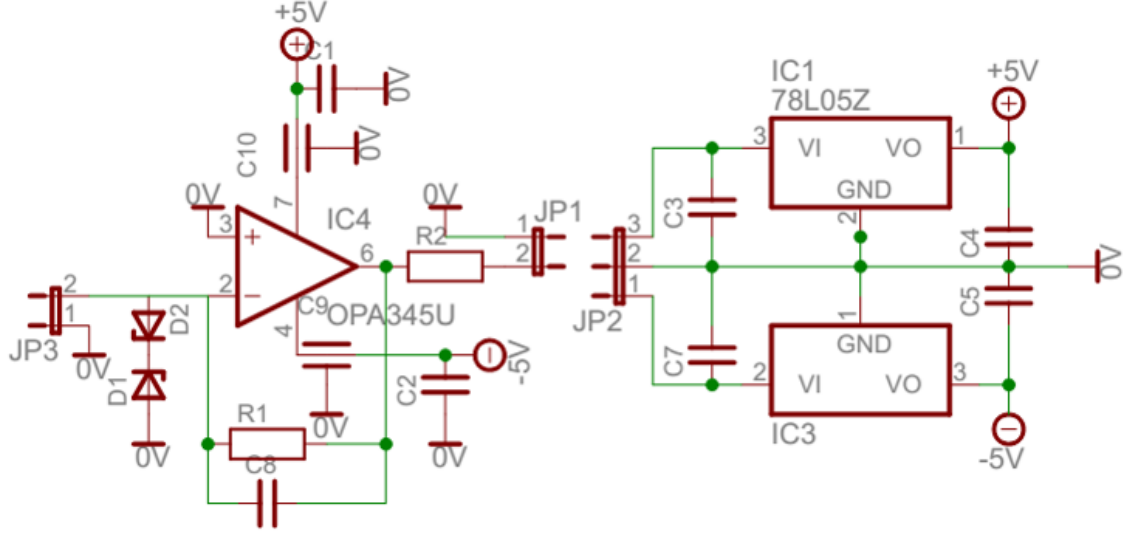 +5V
C1
0V
C10
0V
7
0V
3
IC4
6
2
4
C9
OPA345U
R2
0V
1
2
JP1
2
1
JP3
0V
D2
D1
0V
R1
C8
0V
C2
0V
-5V
IC1
78L05Z
3
VI
VO
1
GND
2
+5V
C3
C4
3
2
1
JP2
0V
C5
C7
1
GND
2
VI
VO
3
IC3
-5V